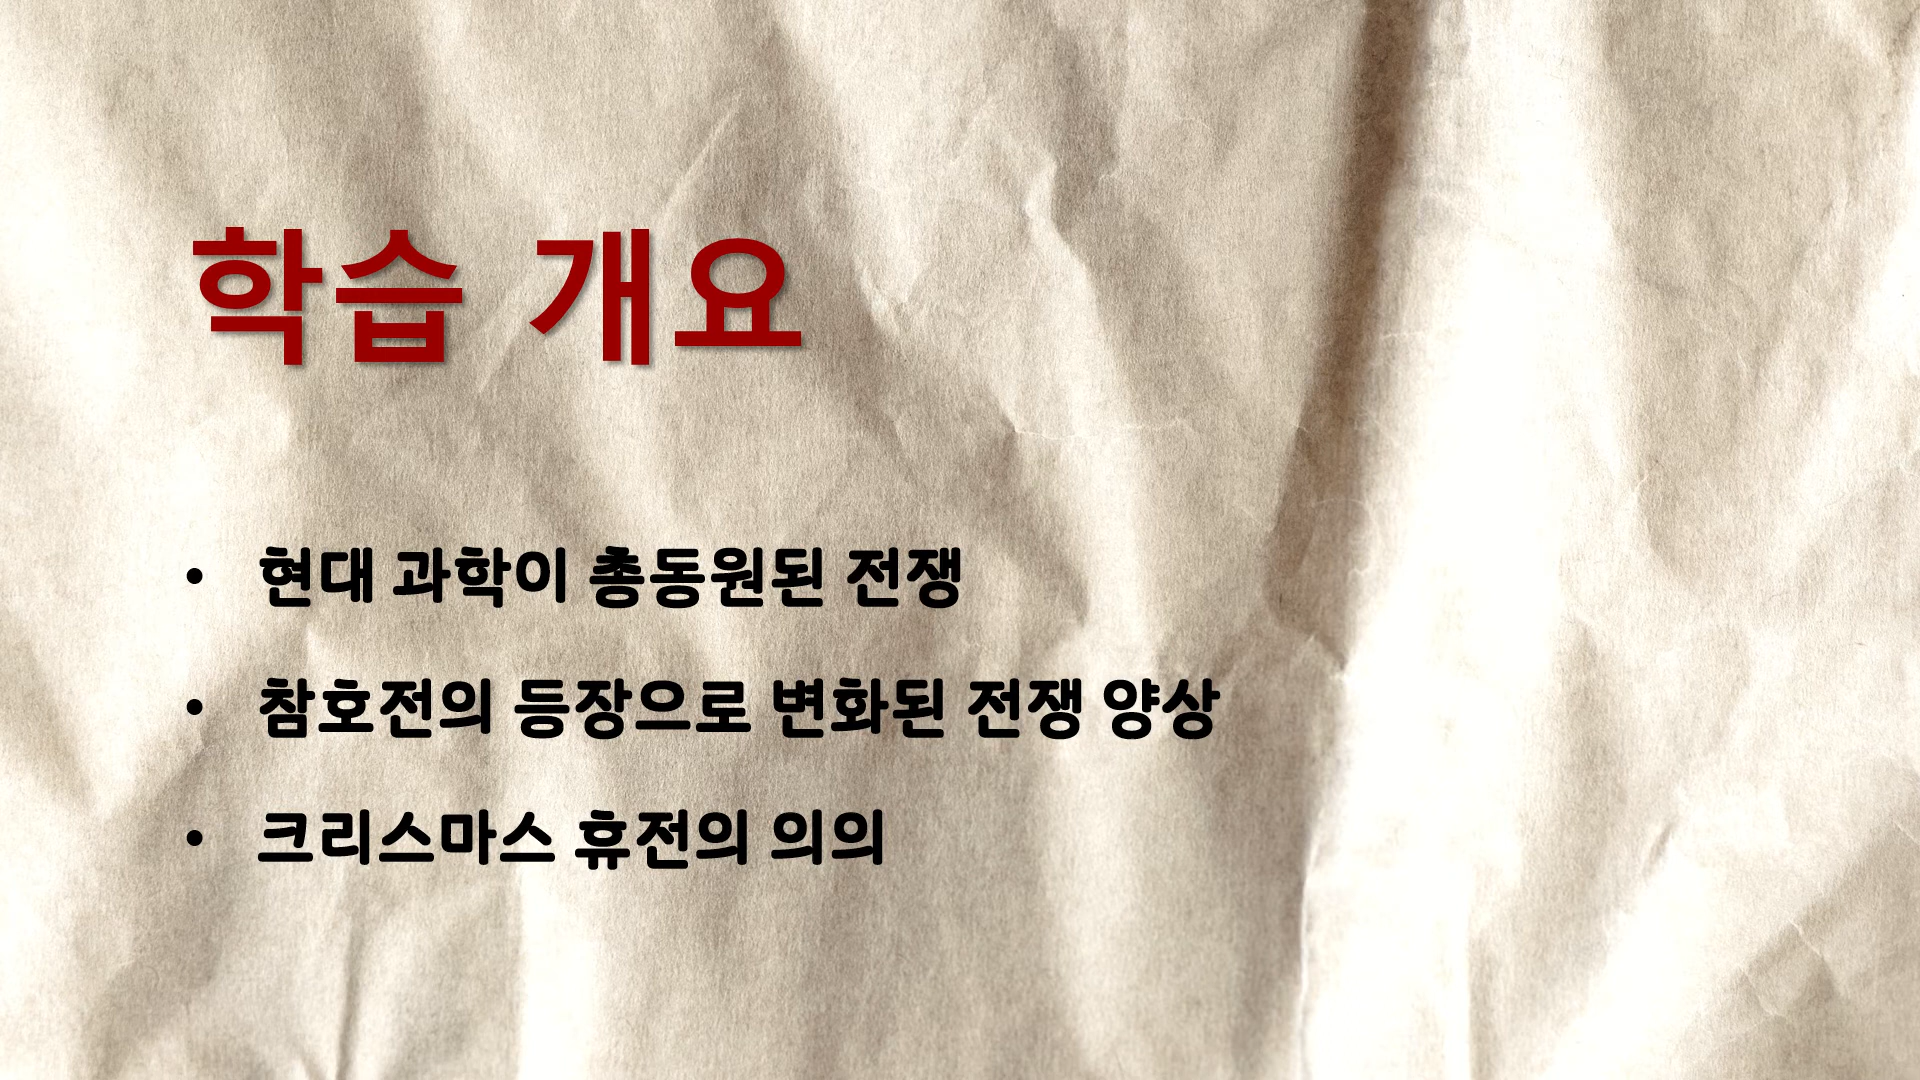 학습 개요
• 현대 과학이 총동원된 전쟁
• 참호전의 등장으로 변화된 전쟁 양상
• 크리스마스 휴전의 의의